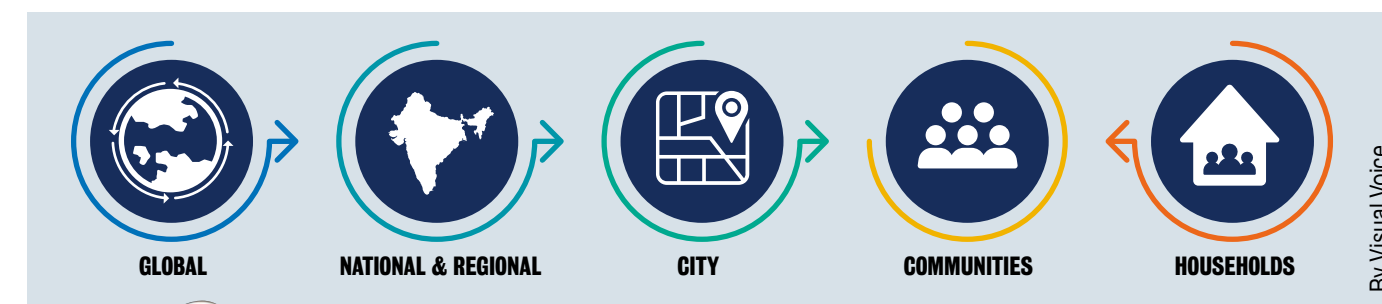 GLOBAL
NATIONAL & REGIONAL
CITY
COMMUNITIES
HOUSEHOLDS
By Visual Voice